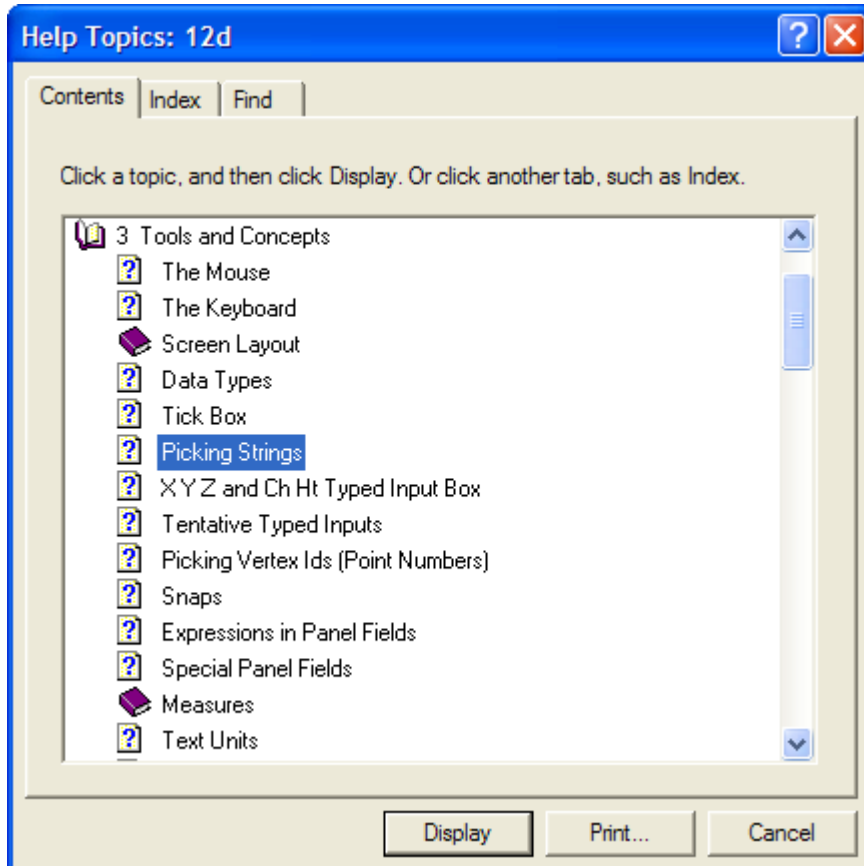 Help Topics: 12d
Contents Index Find
Click a topic, and then click Display. Or click another tab, such as Index.
3 Tools and Concepts
The Mouse
The Keyboard
Screen Layout
Data Types
Tick Box
Picking Strings
X Y Z and Ch Ht Typed Input Box
Tentative Typed Inputs
Picking Vertex Ids (Point Numbers)
Snaps
Expressions in Panel Fields
Special Panel Fields
Measures
Text Units
Display Print... Cancel